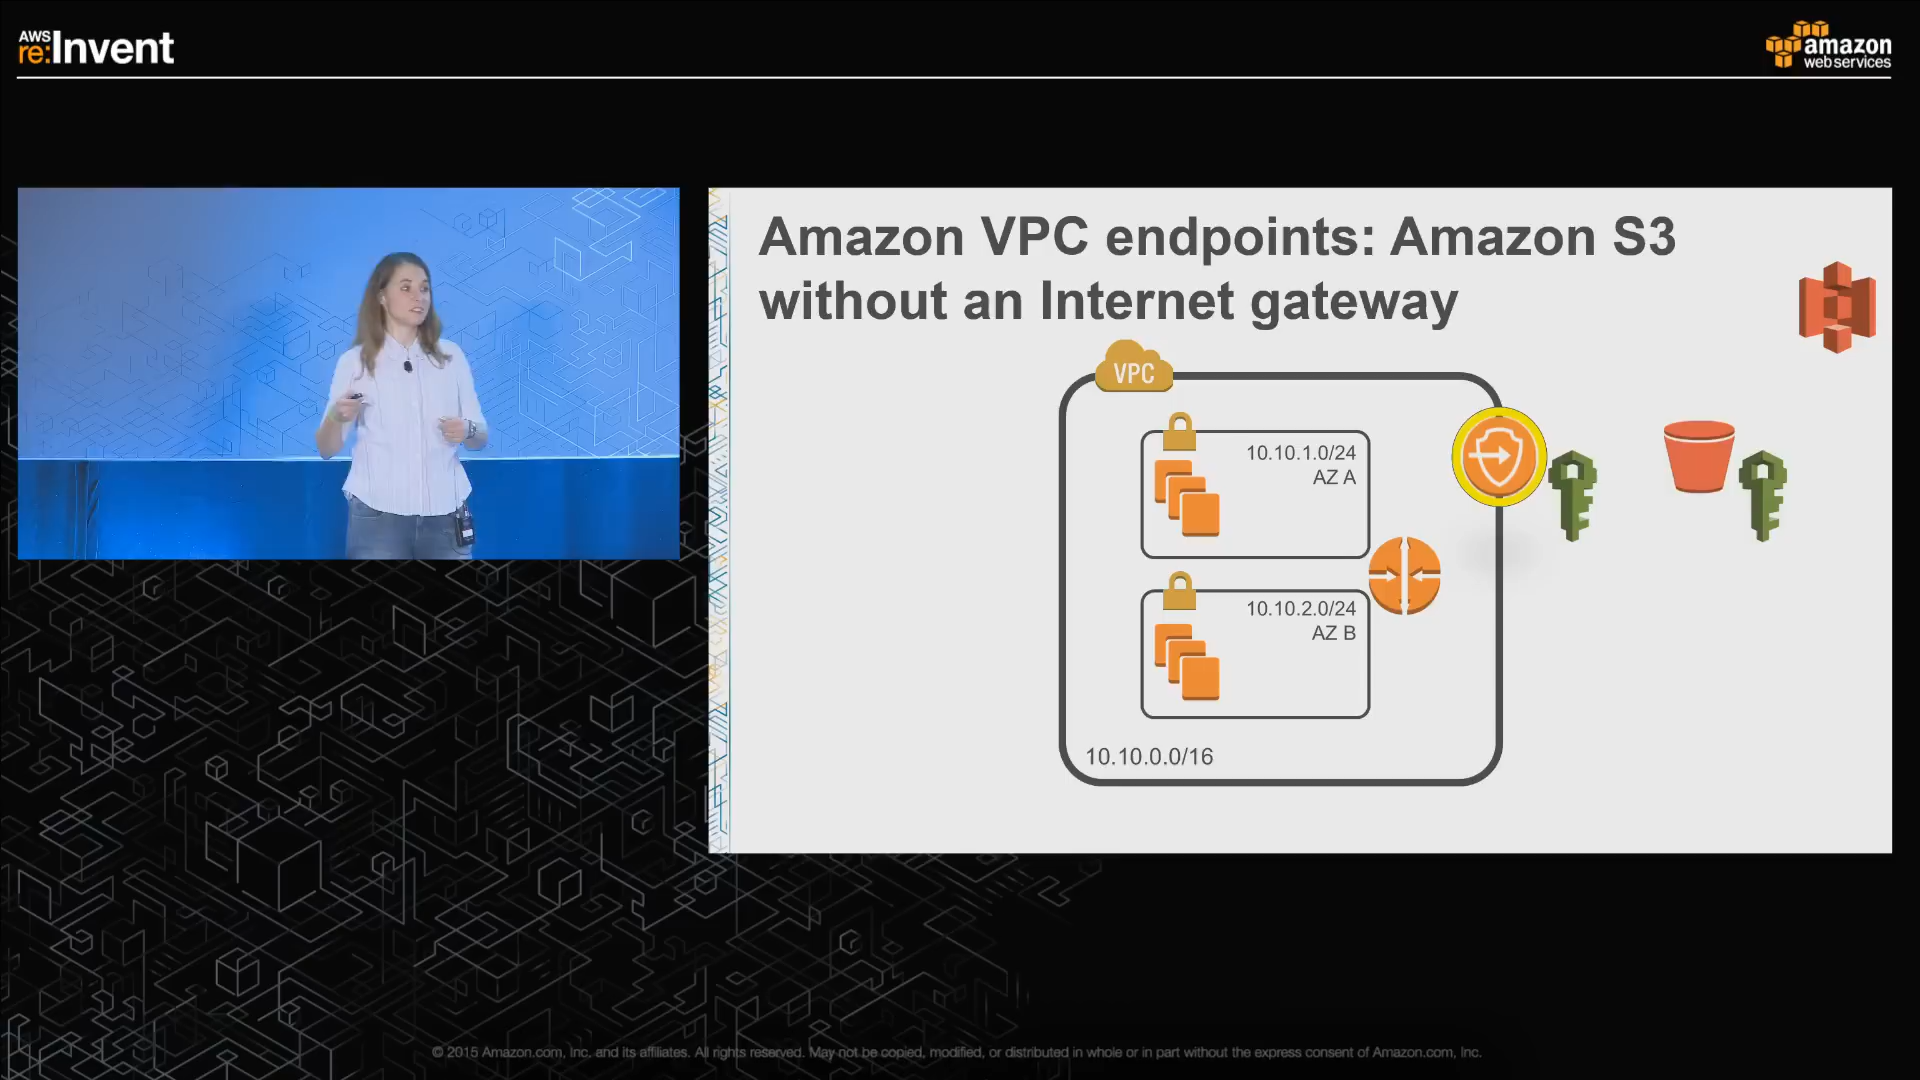 AWS
re:Invent
amazon
web services
Amazon VPC endpoints: Amazon S3
without an Internet gateway
VPC
10.10.1.0/24
AZ A
10.10.2.0/24
AZ B
10.10.0.0/16
© 2015 Amazon.com, Inc. and its affiliates. All rights reserved. May not be copied, modified, or distributed in whole or in part without the express consent of Amazon.com, Inc.